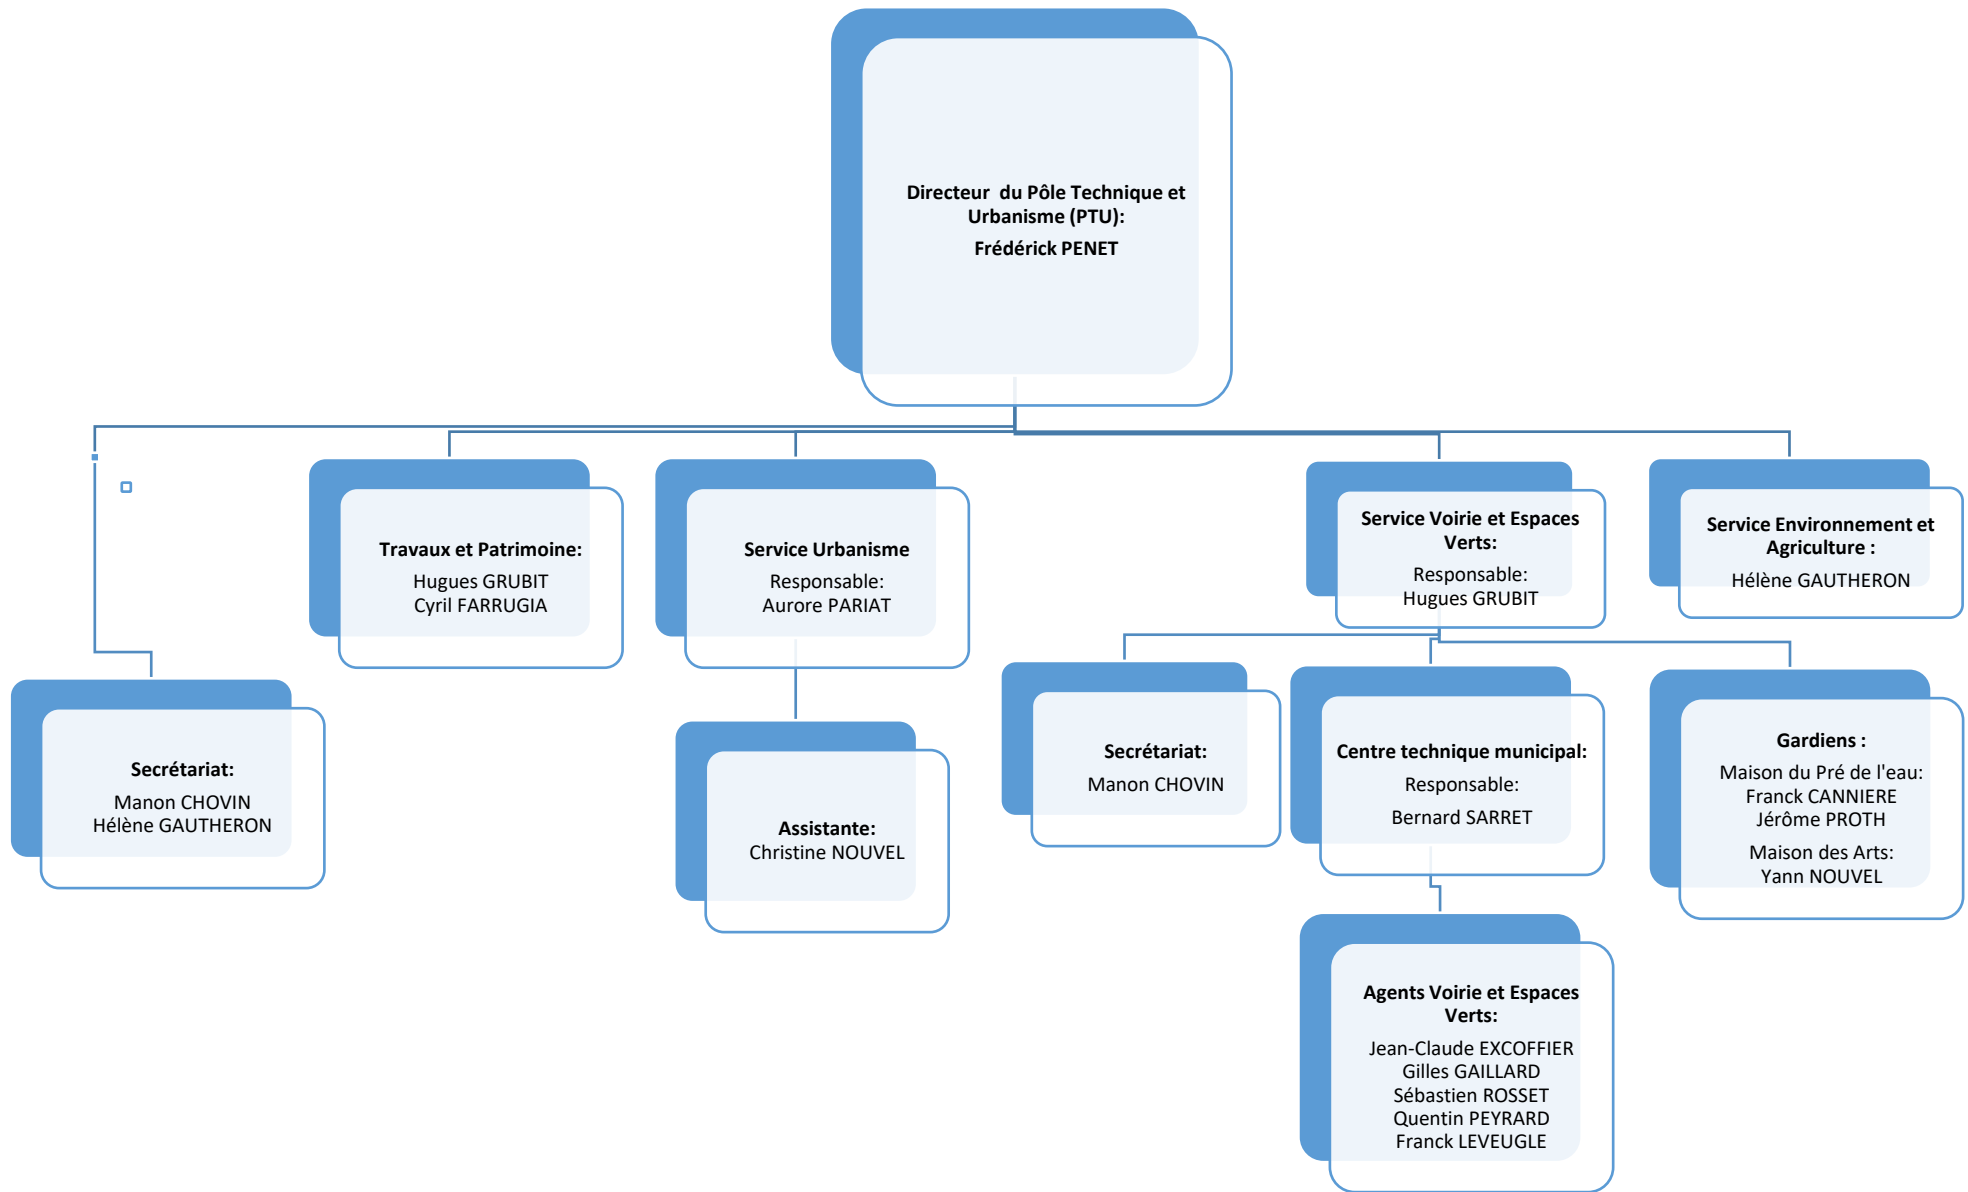 Directeur  du Pôle Technique et
Urbanisme (PTU):
Frédérick PENET
Travaux et Patrimoine:
Hugues GRUBIT
Cyril FARRUGIA
Service Urbanisme
Responsable:
Aurore PARIAT
Service Voirie et Espaces
Verts:
Responsable:
Hugues GRUBIT
Service Environnement et
Agriculture :
Hélène GAUTHERON
Secrétariat:
Manon CHOVIN
Hélène GAUTHERON
Assistante:
Christine NOUVEL
Secrétariat:
Manon CHOVIN
Centre technique municipal:
Responsable:
Bernard SARRET
Gardiens :
Maison du Pré de l'eau:
Franck CANNIERE
Jérôme PROTH
Maison des Arts:
Yann NOUVEL
Agents Voirie et Espaces
Verts:
Jean-Claude EXCOFFIER
Gilles GAILLARD
Sébastien ROSSET
Quentin PEYRARD
Franck LEVEUGLE